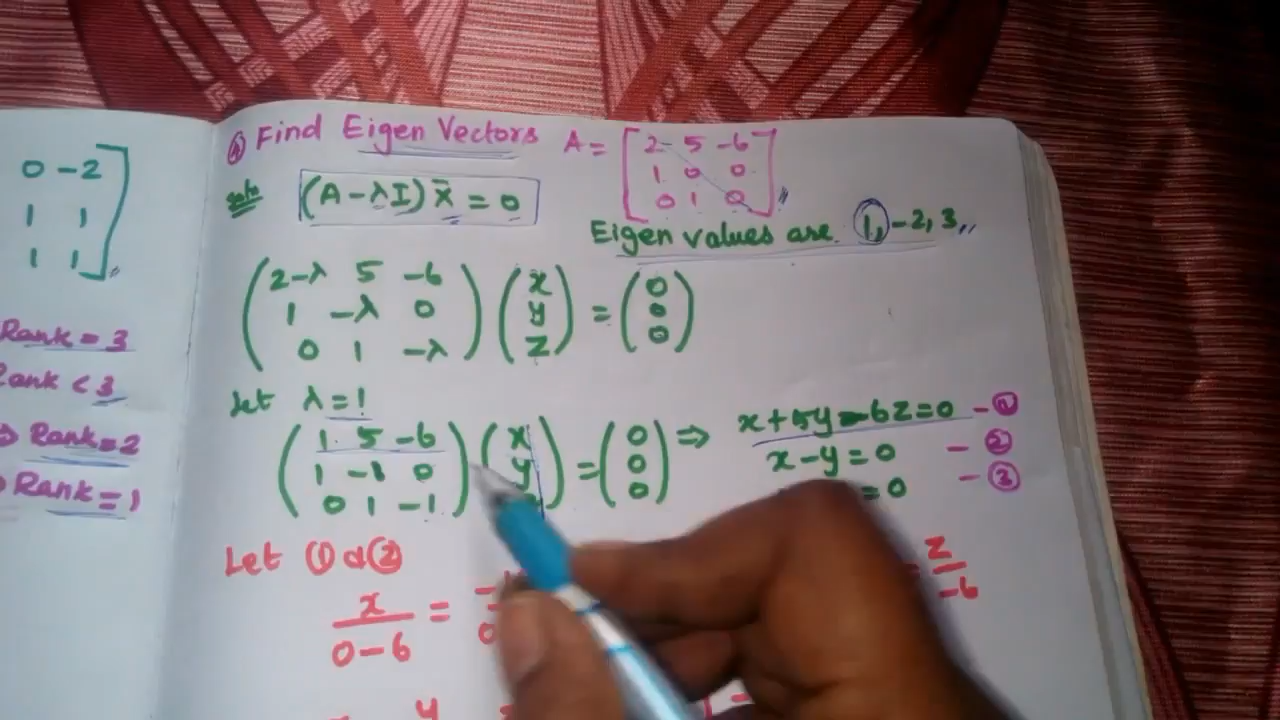 0 -2
1 1
1 1
Rank = 3
Rank < 3
⇒ Rank = 2
Rank = 1
Find Eigen Vectors A = [2 5 -6
1 0 0
0 1 0]
soln (A-λI) X̄ = 0
Eigen values are 1, -2, 3
(2-λ 5 -6) (x) = (0)
(1 -λ 0) (y) (0)
(0 1 -λ) (z) (0)
Let λ = 1
(1 5 -6) (x) = (0) ⇒ x+5y-6z=0 - ①
(1 -1 0) (y) (0) x-y=0 - ②
(0 1 -1) (0) =0 - ③
Let ① & ②
x/0-6 = z/-6
y